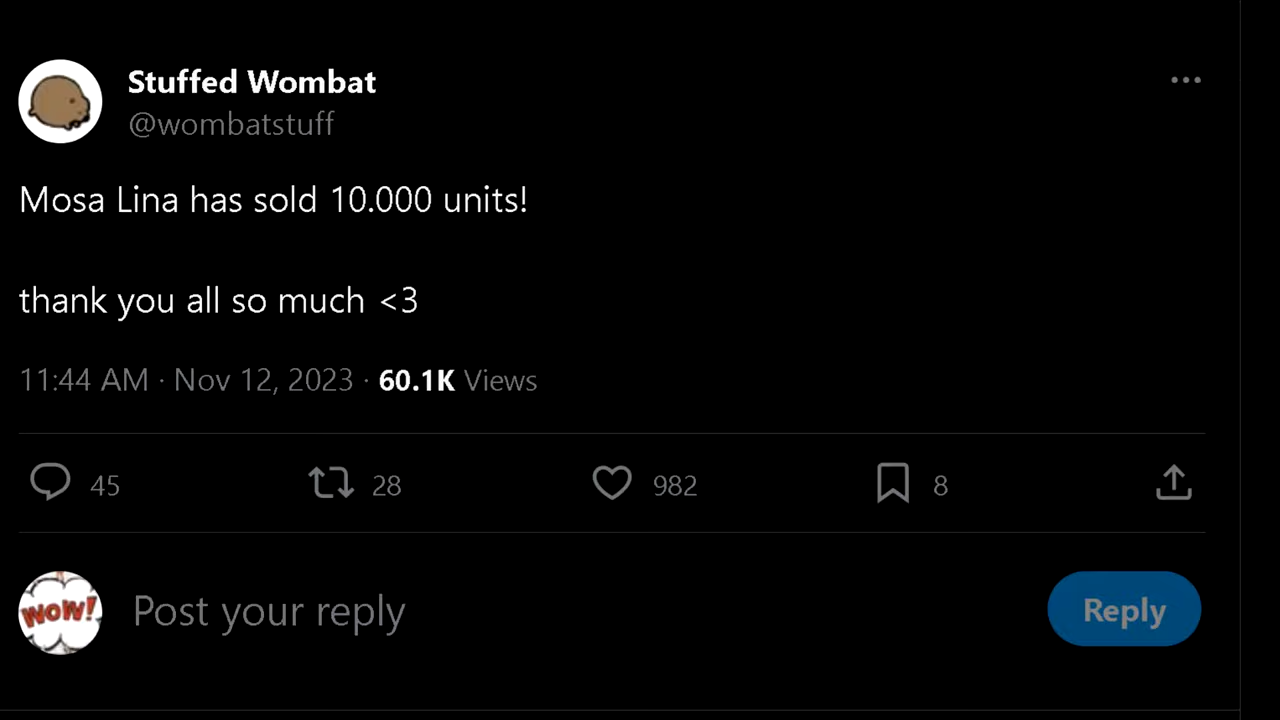 Stuffed Wombat
@wombatstuff
Mosa Lina has sold 10.000 units!
thank you all so much <3
11:44 AM · Nov 12, 2023 · 60.1K Views
45 28 982 8
WOW! Post your reply Reply